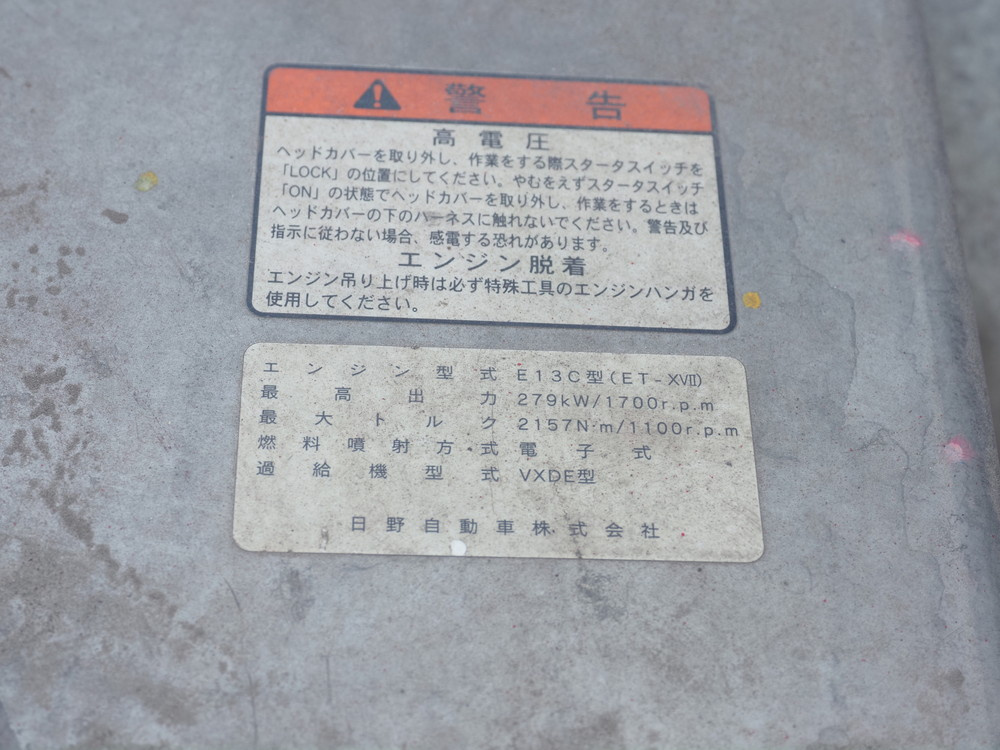 警告
高電圧
ヘッドカバーを取り外し、作業をする際スタータスイッチを
「LOCK」の位置にしてください。やむをえずスタータスイッチ
「ON」の状態でヘッドカバーを取り外し、作業をするときは
ヘッドカバーの下のハーネスに触れないでください。警告及び
指示に従わない場合、感電する恐れがあります。
エンジン脱着
エンジン吊り上げ時は必ず特殊工具のエンジンハンガを
使用してください。
エンジン型式 E13C型(ET-XVII)
最高出力 279kW/1700r.p.m
最大トルク 2157N·m/1100r.p.m
燃料噴射方式 電子式
過給機型式 VXDE型
日野自動車株式会社